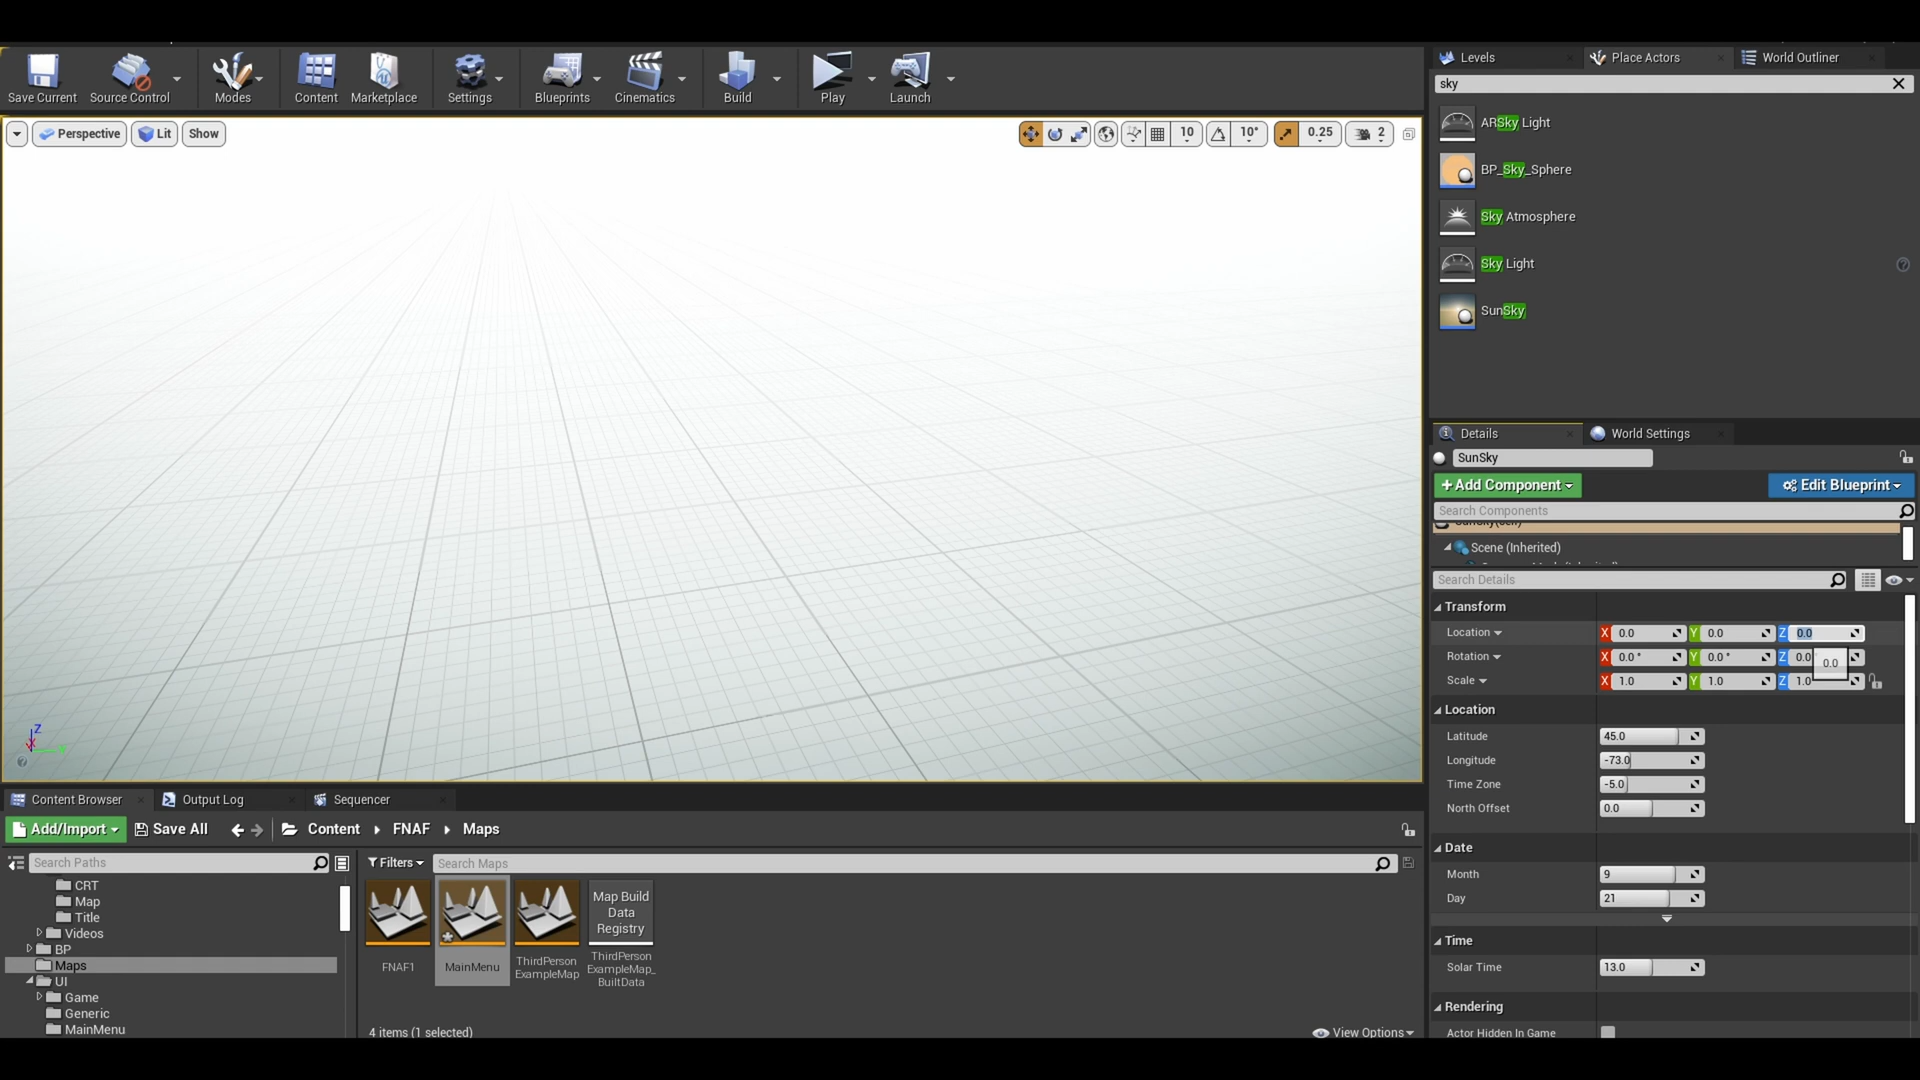 Save Current
Source Control
Modes
Content
Marketplace
Settings
Blueprints
Cinematics
Build
Play
Launch
Perspective
Lit
Show
10
10°
0.25
2
Z
X
Y
Levels
Place Actors
World Outliner
sky
ARSky Light
BP_Sky_Sphere
Sky Atmosphere
Sky Light
SunSky
Details
World Settings
SunSky
+Add Component
Edit Blueprint
Search Components
SunSky(self)
Scene (Inherited)
Search Details
Transform
Location X 0.0 Y 0.0 Z 0.0
Rotation X 0.0 ° Y 0.0 ° Z 0.0
0.0
Scale X 1.0 Y 1.0 Z 1.0
Location
Latitude 45.0
Longitude -73.0
Time Zone -5.0
North Offset 0.0
Date
Month 9
Day 21
Time
Solar Time 13.0
Rendering
Actor Hidden In Game
Content Browser
Output Log
Sequencer
Add/Import
Save All
Content
FNAF
Maps
Search Paths
CRT
Map
Title
Videos
BP
Maps
UI
Game
Generic
MainMenu
Filters
Search Maps
FNAF1
MainMenu
ThirdPerson
ExampleMap
Map Build
Data
Registry
ThirdPerson
ExampleMap_
BuiltData
4 items (1 selected)
View Options